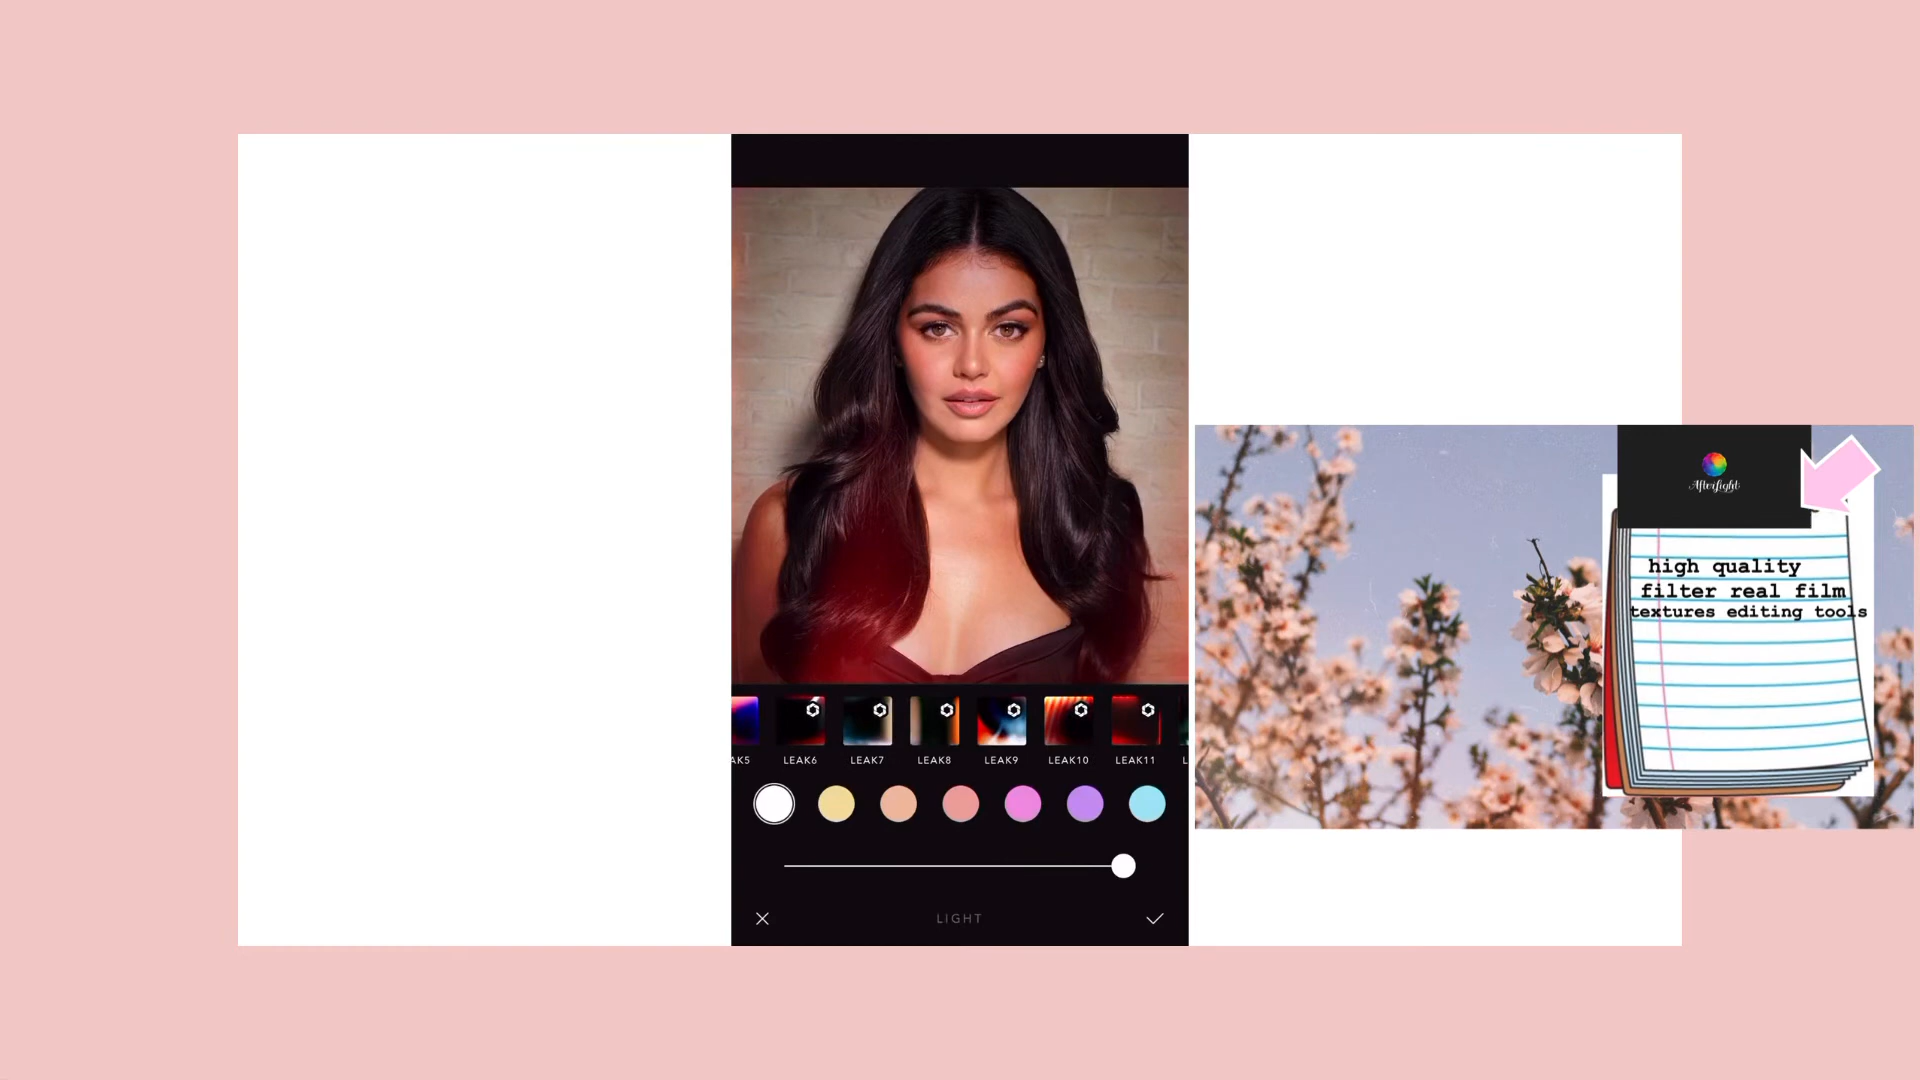 Afterlight
high quality
filter real film
textures editing tools
AK5 LEAK6 LEAK7 LEAK8 LEAK9 LEAK10 LEAK11 L
LIGHT